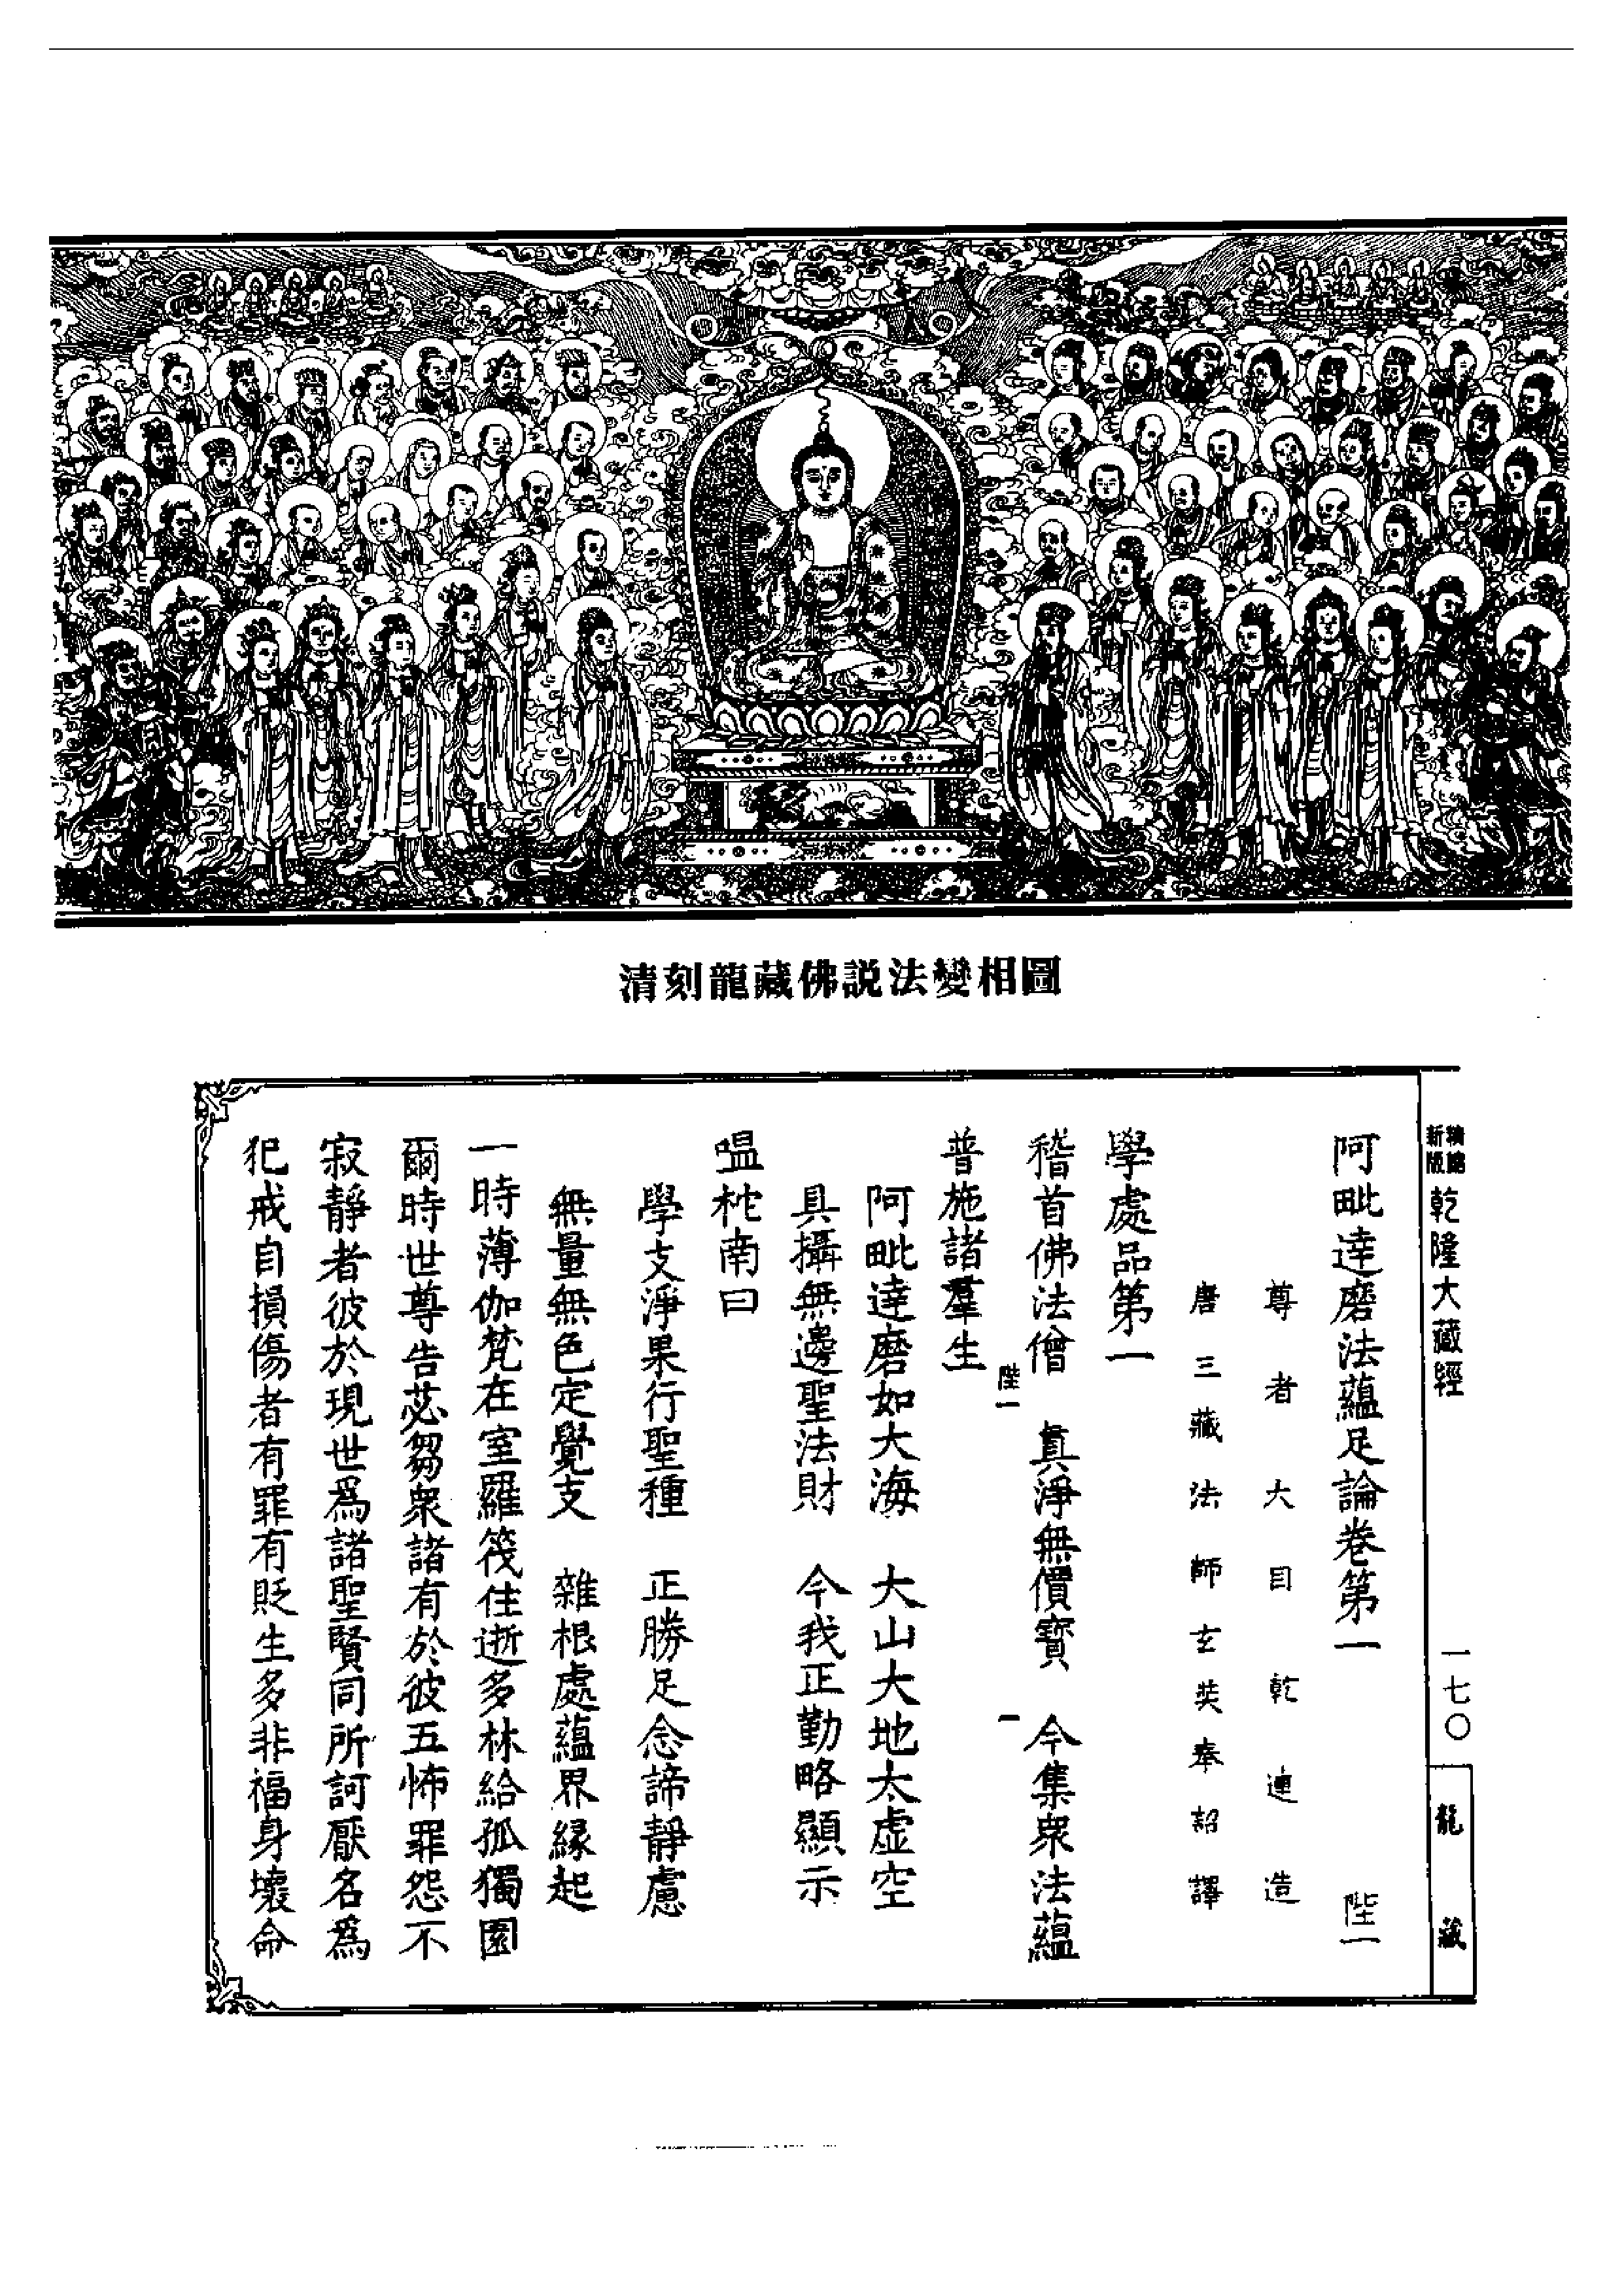 清刻龍藏佛説法變相圖
新版
乾隆大藏經
一七〇
龍藏
阿毗達磨法蘊足論卷第一 陛一
尊者大目乾連造
唐三藏法師玄奘奉詔譯
學處品第一
稽首佛法僧 真淨無價寶 今集衆法蘊
陛一 一
普施諸羣生
阿毗達磨如大海 大山大地太虛空
具攝無邊聖法財 今我正勤略顯示
嗢柁南曰
學支淨果行聖種 正勝足念諦靜慮
無量無色定覺支 雜根處蘊界緣起
一時薄伽梵在室羅筏住逝多林給孤獨園
爾時世尊告苾芻衆諸有於彼五怖罪怨不
寂靜者彼於現世爲諸聖賢同所訶厭名爲
犯戒自損傷者有罪有貶生多非福身壞命